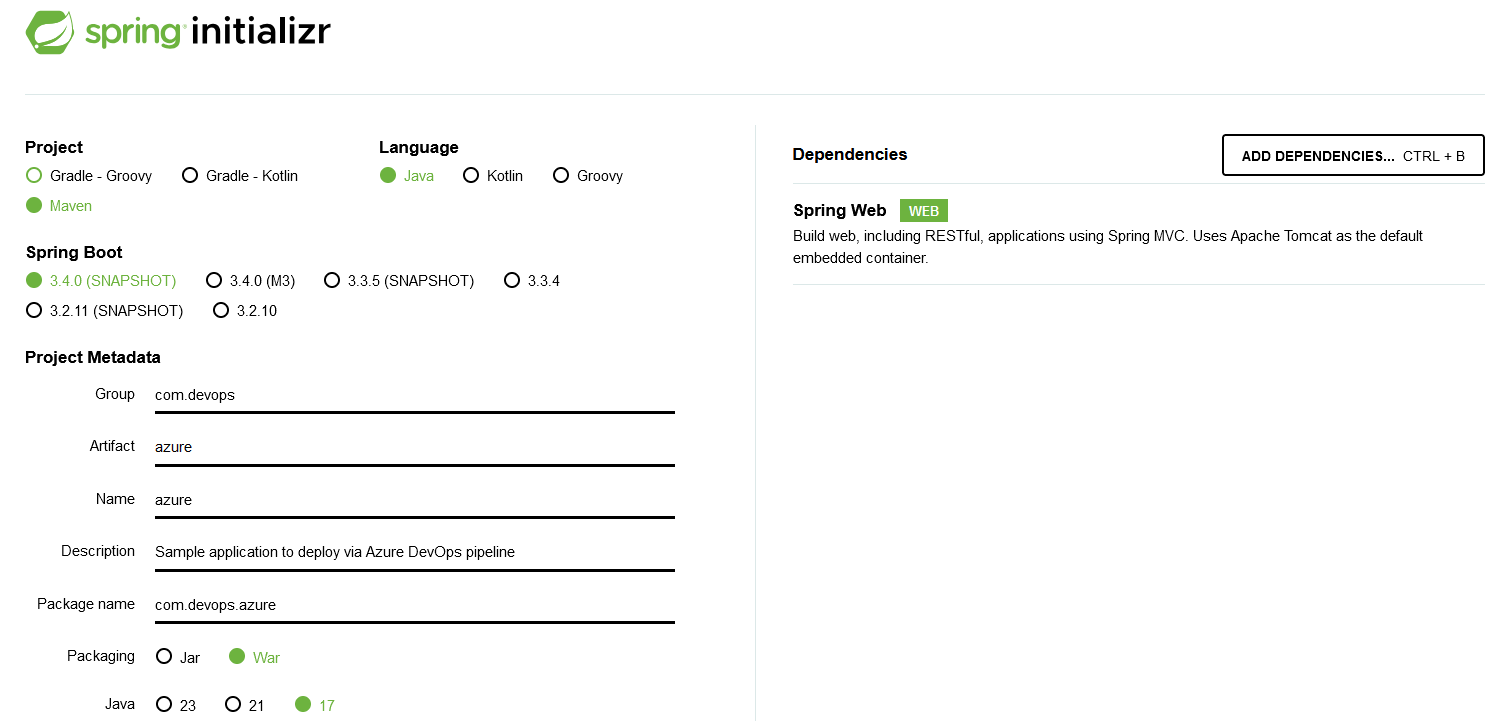 spring initializr
Project
Gradle - Groovy
Gradle - Kotlin
Maven
Language
Java
Kotlin
Groovy
Spring Boot
3.4.0 (SNAPSHOT)
3.4.0 (M3)
3.3.5 (SNAPSHOT)
3.3.4
3.2.11 (SNAPSHOT)
3.2.10
Project Metadata
Group
com.devops
Artifact
azure
Name
azure
Description
Sample application to deploy via Azure DevOps pipeline
Package name
com.devops.azure
Packaging
Jar
War
Java
23
21
17
Dependencies
ADD DEPENDENCIES... CTRL + B
Spring Web WEB
Build web, including RESTful, applications using Spring MVC. Uses Apache Tomcat as the default
embedded container.